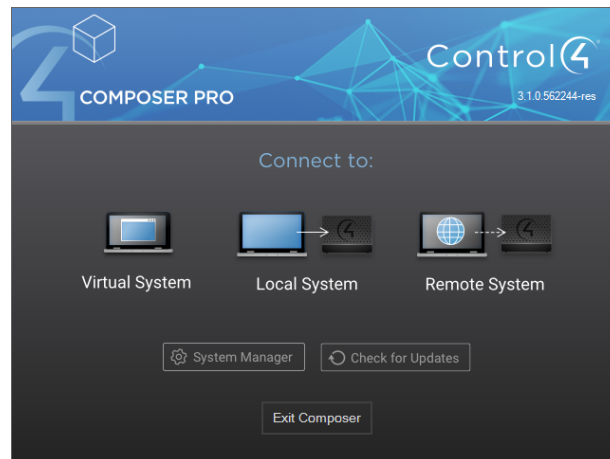 Control4
COMPOSER PRO
3.1.0.562244-res
Connect to:
Virtual System
Local System
Remote System
System Manager
Check for Updates
Exit Composer